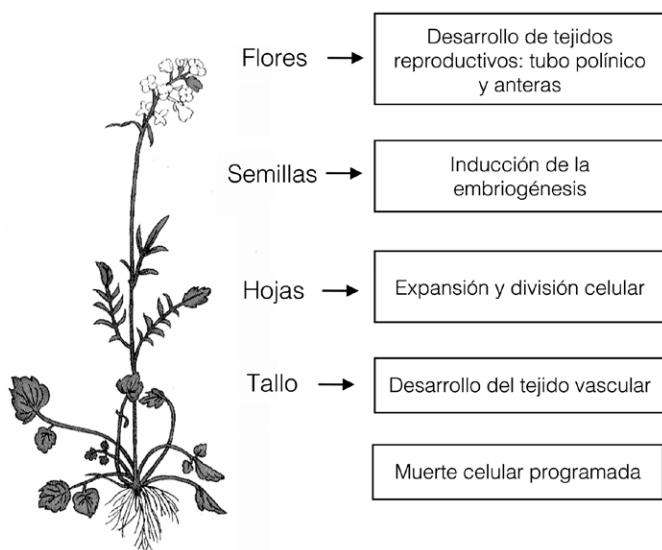 Flores
Desarrollo de tejidos
reproductivos: tubo polínico
y anteras
Semillas
Inducción de la
embriogénesis
Hojas
Expansión y división celular
Tallo
Desarrollo del tejido vascular
Muerte celular programada